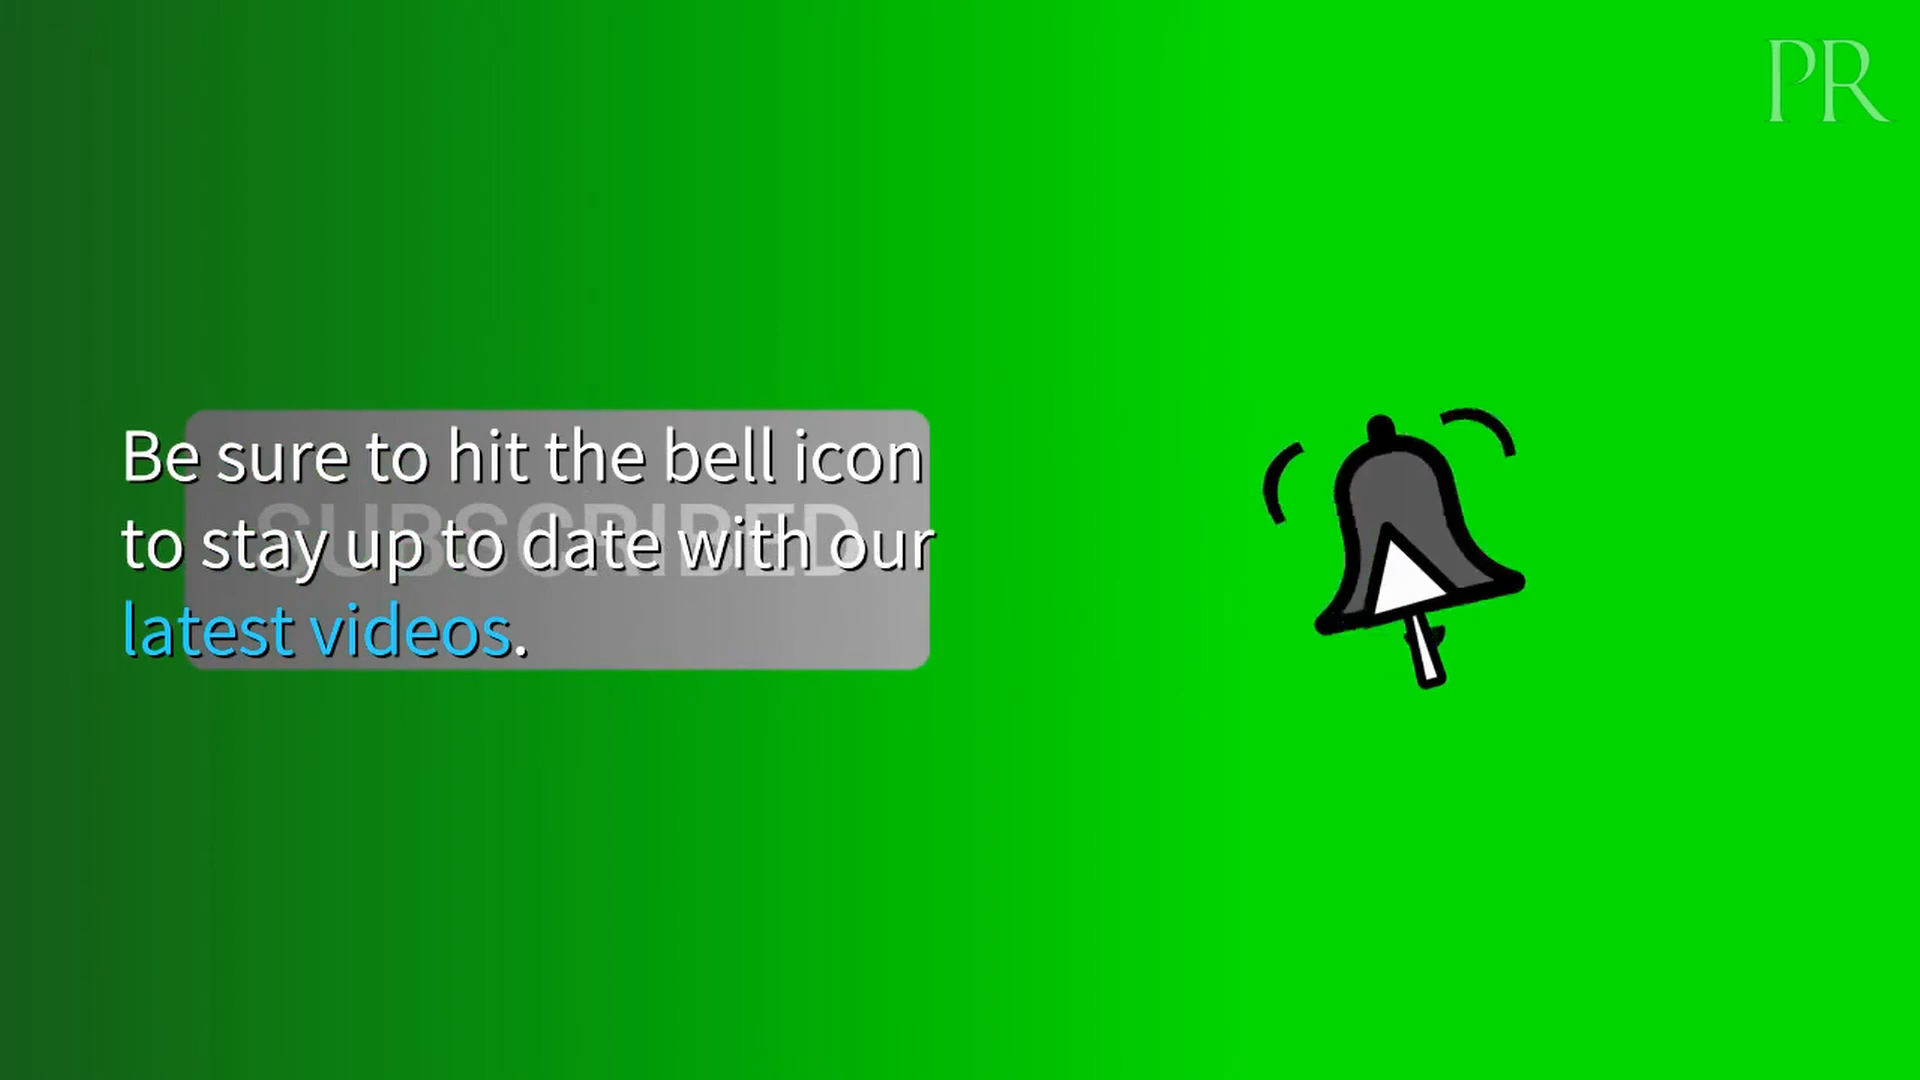 PR
Be sure to hit the bell icon
to stay up to date with our
latest videos.
SUBSCRIBED